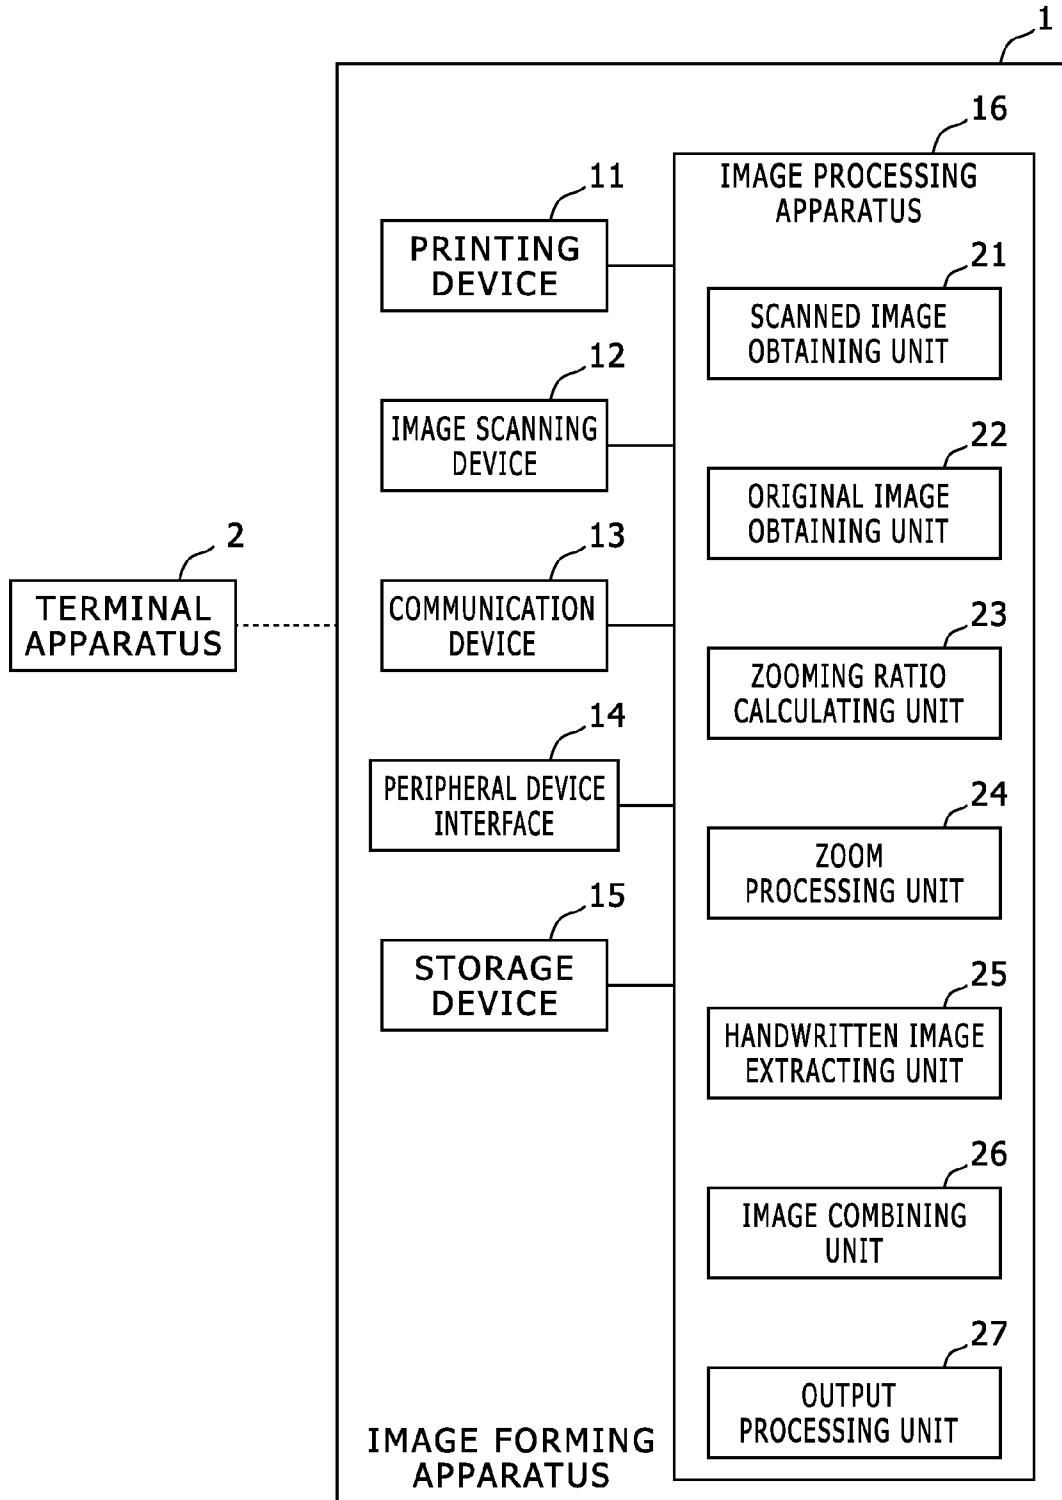 1
16
IMAGE PROCESSING
APPARATUS
11
PRINTING
DEVICE
21
SCANNED IMAGE
OBTAINING UNIT
12
IMAGE SCANNING
DEVICE
22
ORIGINAL IMAGE
OBTAINING UNIT
2
TERMINAL
APPARATUS
13
COMMUNICATION
DEVICE
23
ZOOMING RATIO
CALCULATING UNIT
14
PERIPHERAL DEVICE
INTERFACE
24
ZOOM
PROCESSING UNIT
15
STORAGE
DEVICE
25
HANDWRITTEN IMAGE
EXTRACTING UNIT
26
IMAGE COMBINING
UNIT
27
OUTPUT
PROCESSING UNIT
IMAGE FORMING
APPARATUS